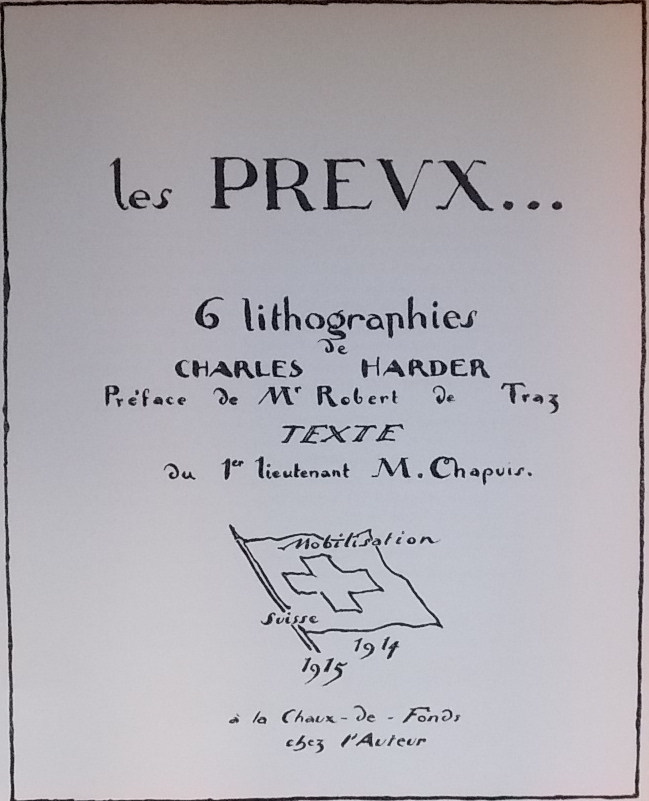 les PREVX...
6 lithographies
de
CHARLES HARDER
Préface de Mr Robert de Traz
TEXTE
du 1er lieutenant M. Chapuis.
Mobilisation
Suisse
1914
1915
à la Chaux-de-Fonds
chez l'Auteur